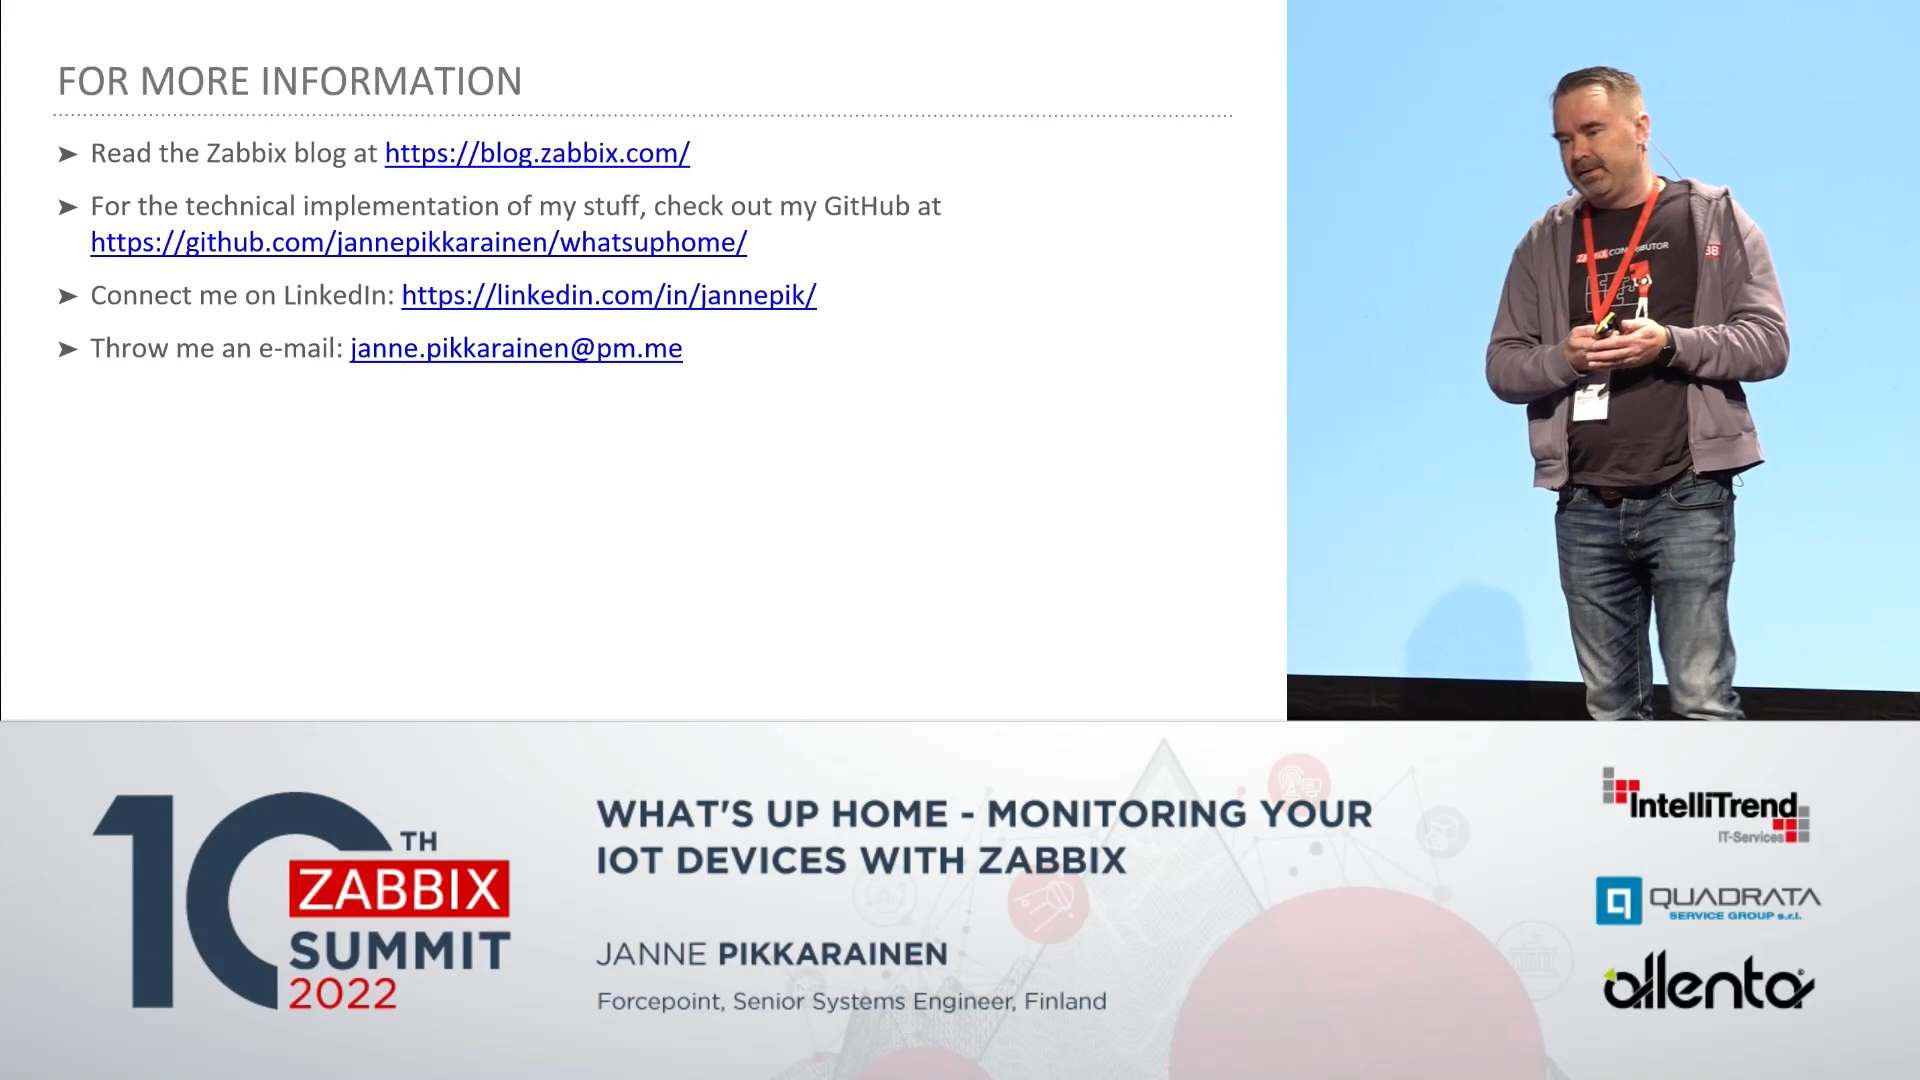 FOR MORE INFORMATION
➤ Read the Zabbix blog at https://blog.zabbix.com/
➤ For the technical implementation of my stuff, check out my GitHub at
https://github.com/jannepikkarainen/whatsuphome/
➤ Connect me on LinkedIn: https://linkedin.com/in/jannepik/
➤ Throw me an e-mail: janne.pikkarainen@pm.me
ZABBIX CONTRIBUTOR
10TH
ZABBIX
SUMMIT
2022
WHAT'S UP HOME - MONITORING YOUR
IOT DEVICES WITH ZABBIX
JANNE PIKKARAINEN
Forcepoint, Senior Systems Engineer, Finland
IntelliTrend
IT-Services
QUADRATA
SERVICE GROUP s.r.l.
allenta